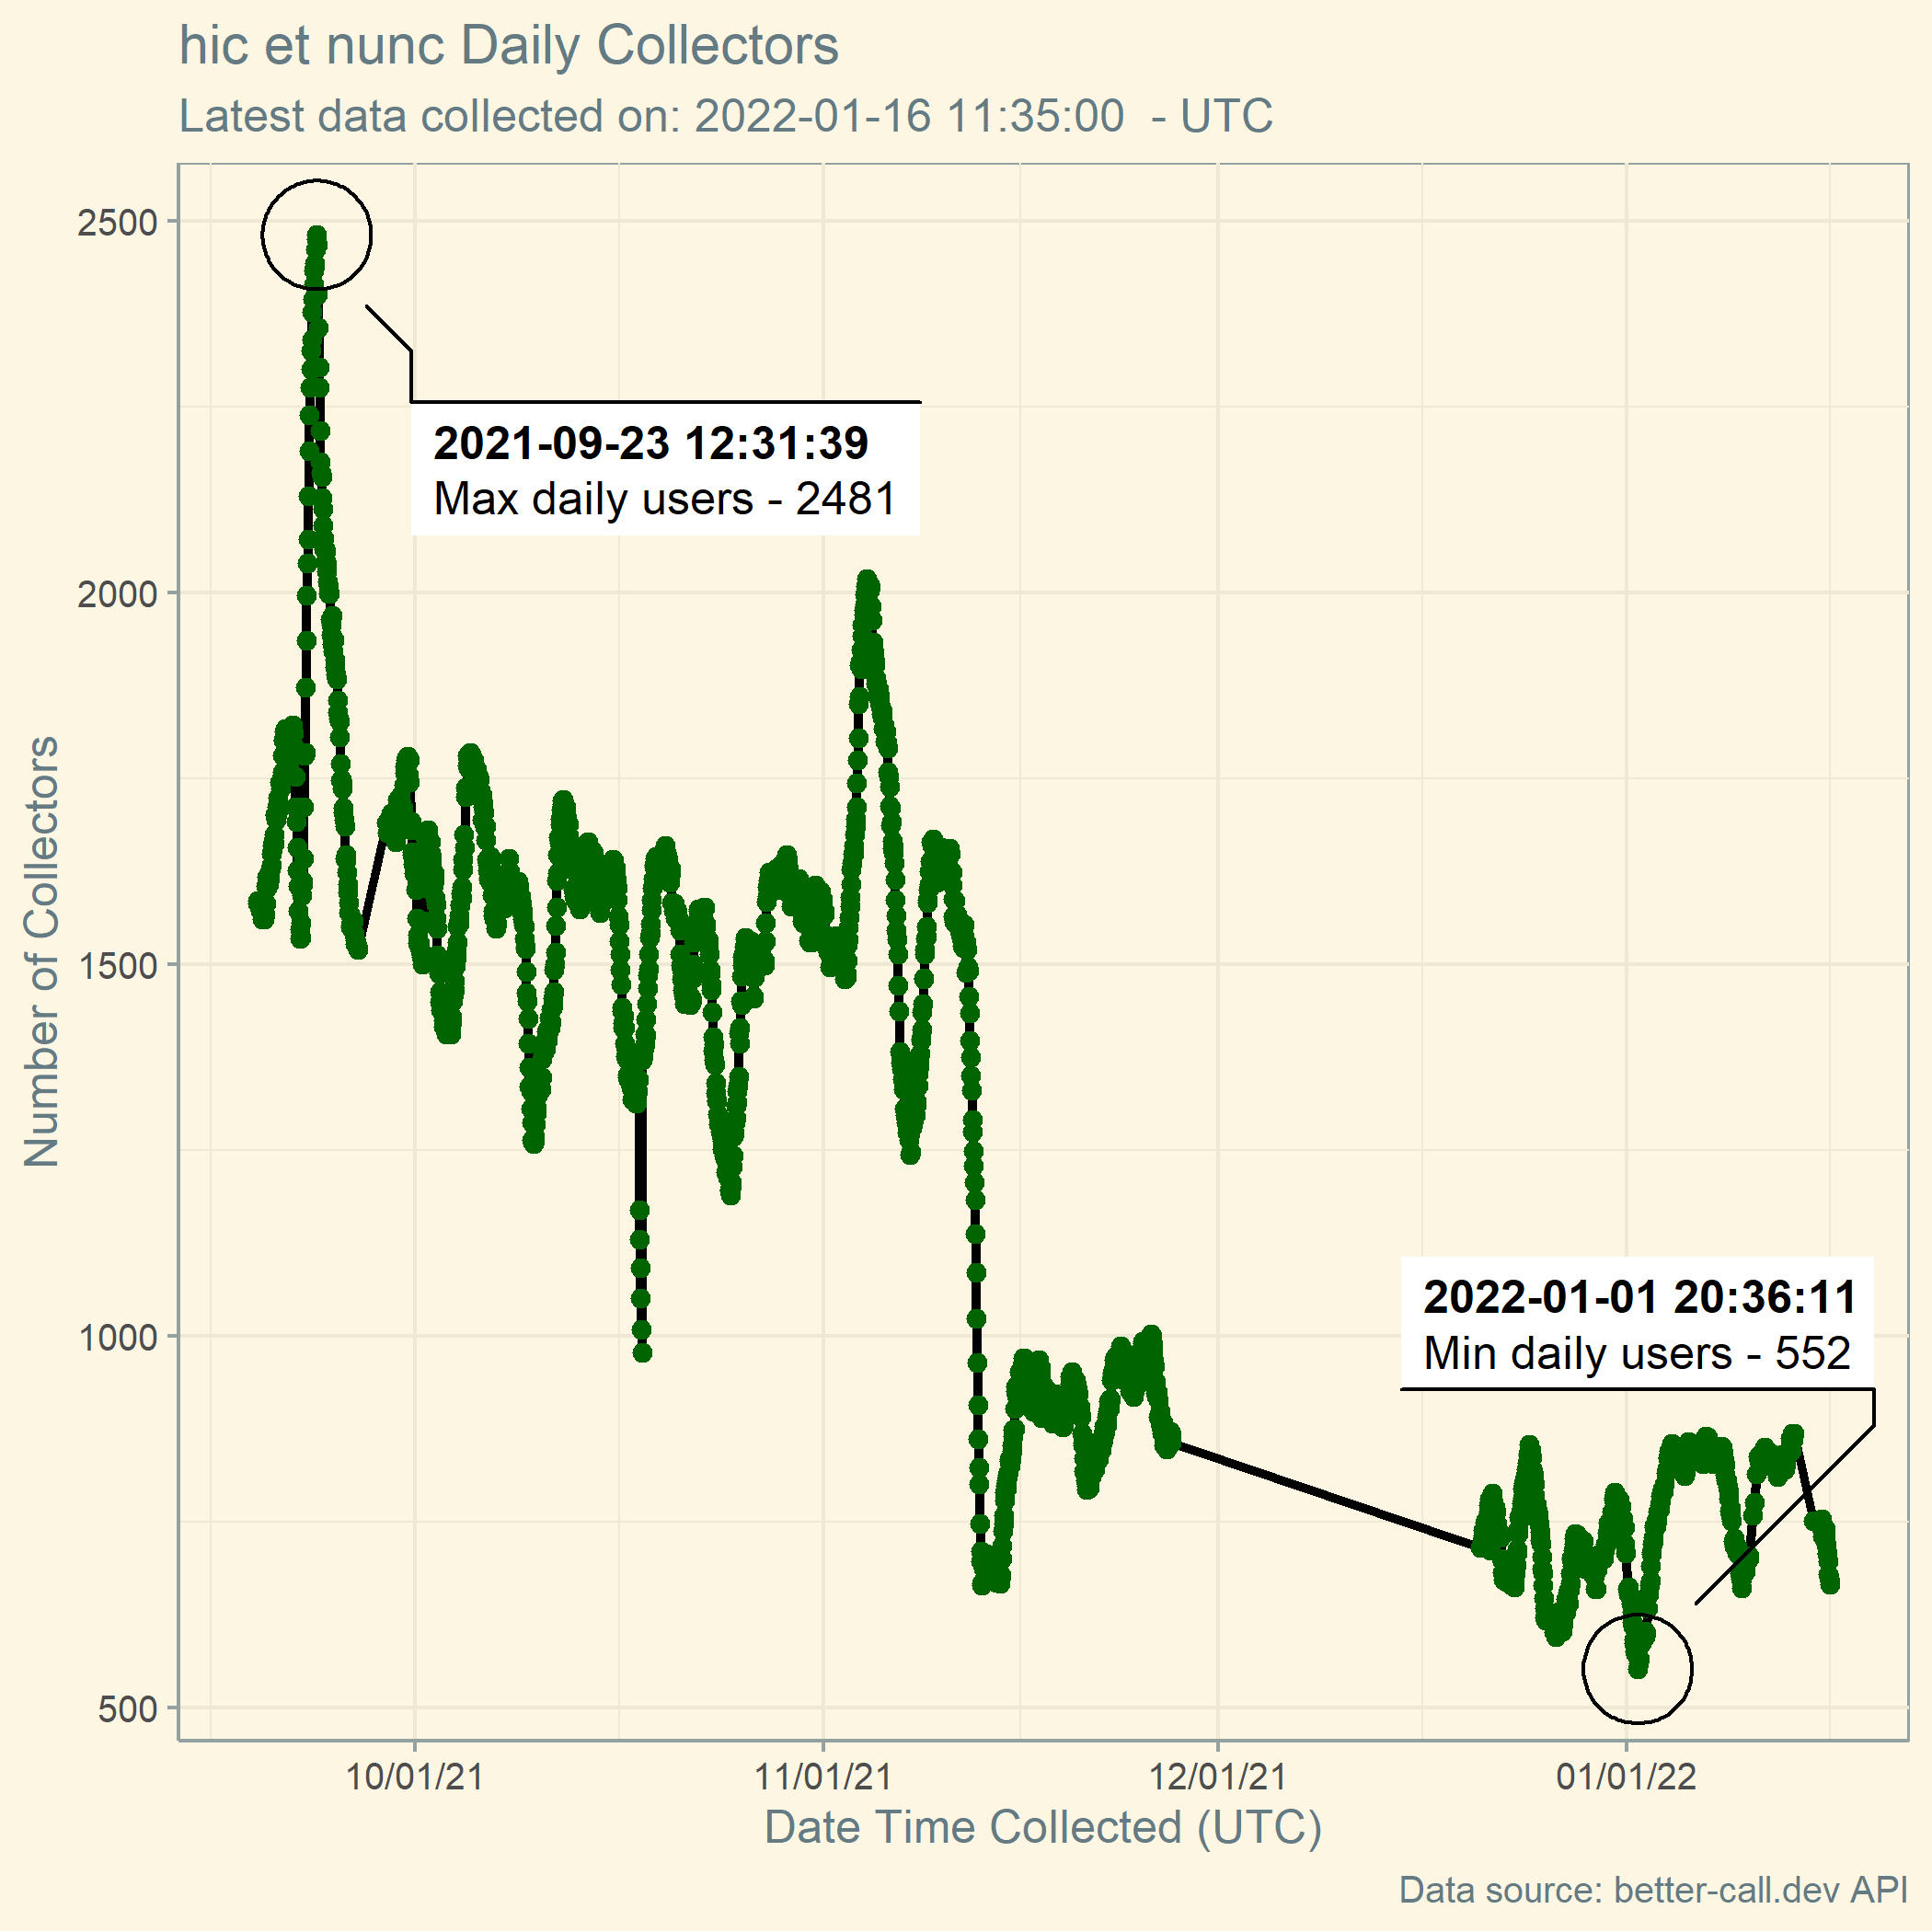 hic et nunc Daily Collectors
Latest data collected on: 2022-01-16 11:35:00  - UTC
Number of Collectors
2500
2000
1500
1000
500
2021-09-23 12:31:39
Max daily users - 2481
2022-01-01 20:36:11
Min daily users - 552
10/01/21
11/01/21
12/01/21
01/01/22
Date Time Collected (UTC)
Data source: better-call.dev API